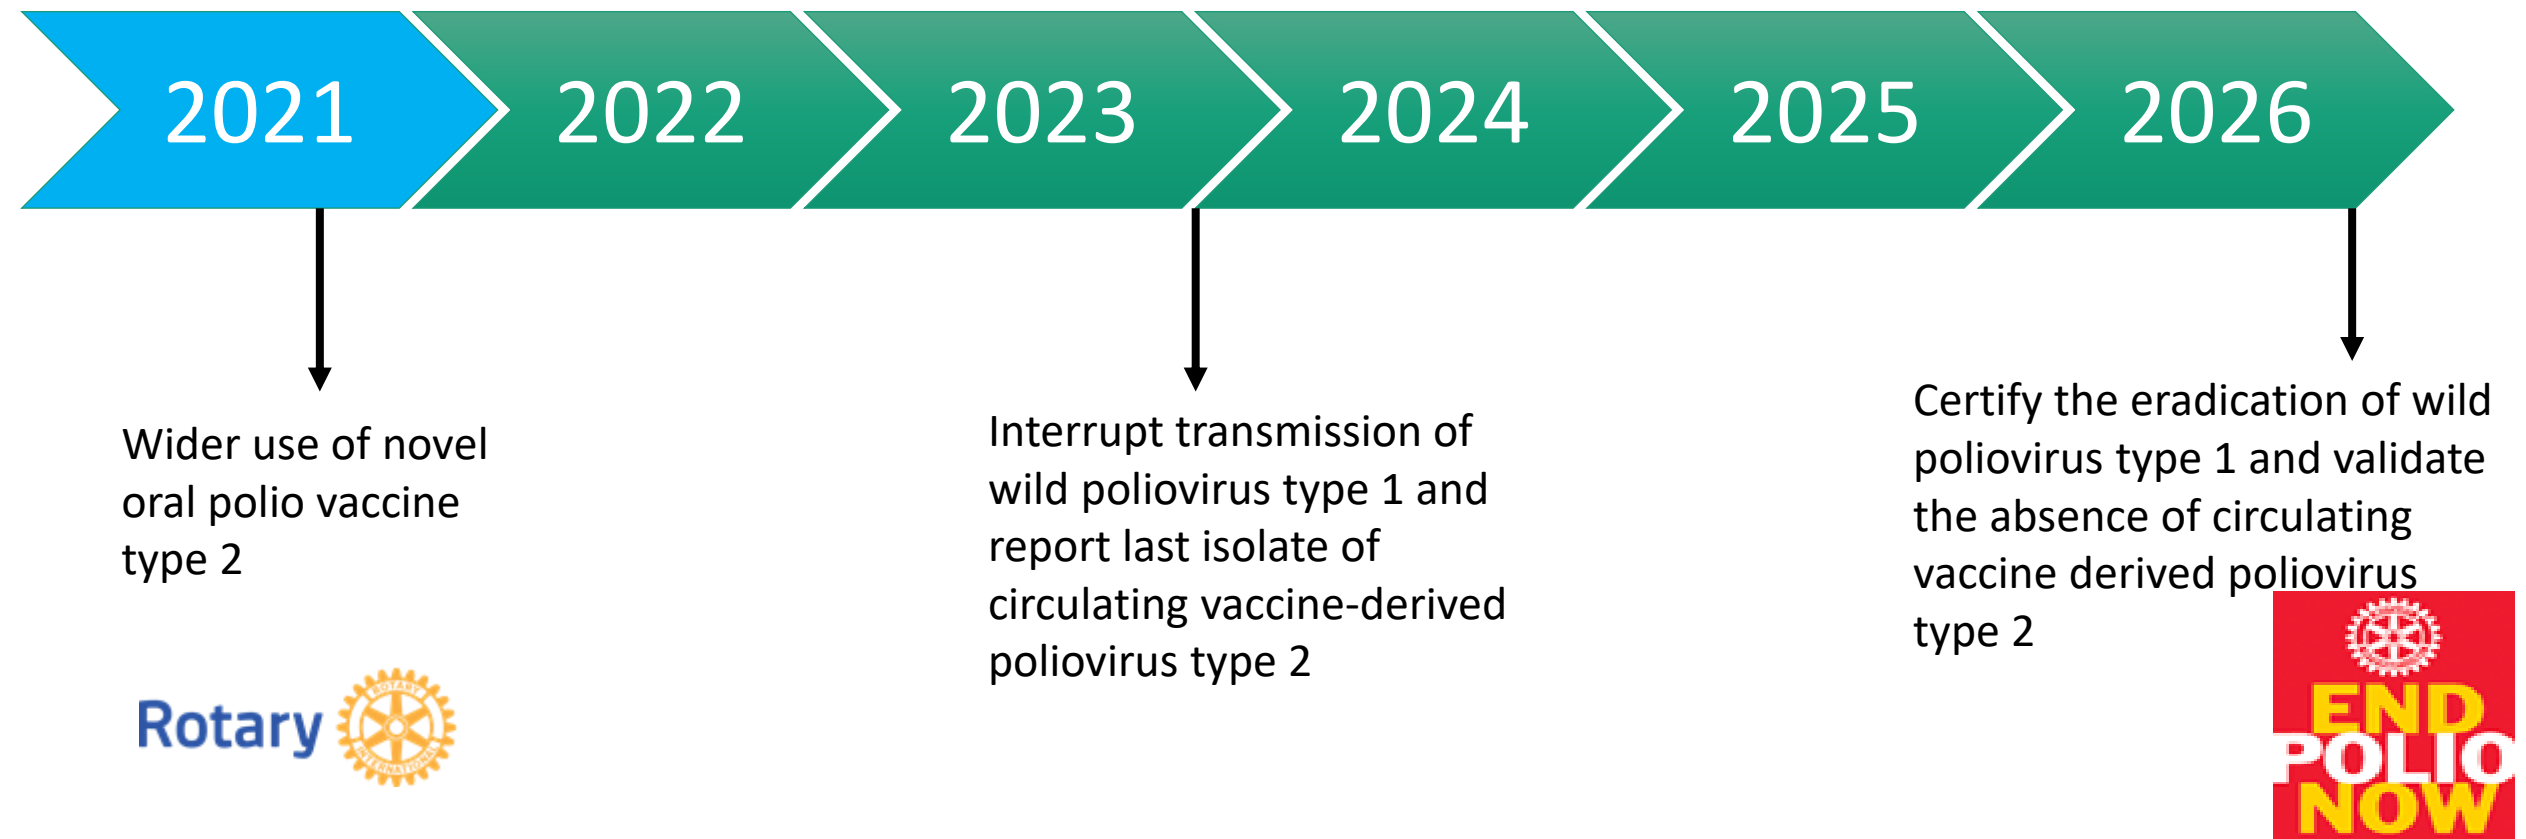 2021
2022
2023
2024
2025
2026
Wider use of novel
oral polio vaccine
type 2
Interrupt transmission of
wild poliovirus type 1 and
report last isolate of
circulating vaccine-derived
poliovirus type 2
Certify the eradication of wild
poliovirus type 1 and validate
the absence of circulating
vaccine derived poliovirus
type 2
Rotary
ROTARY
INTERNATIONAL
END
POLIO
NOW